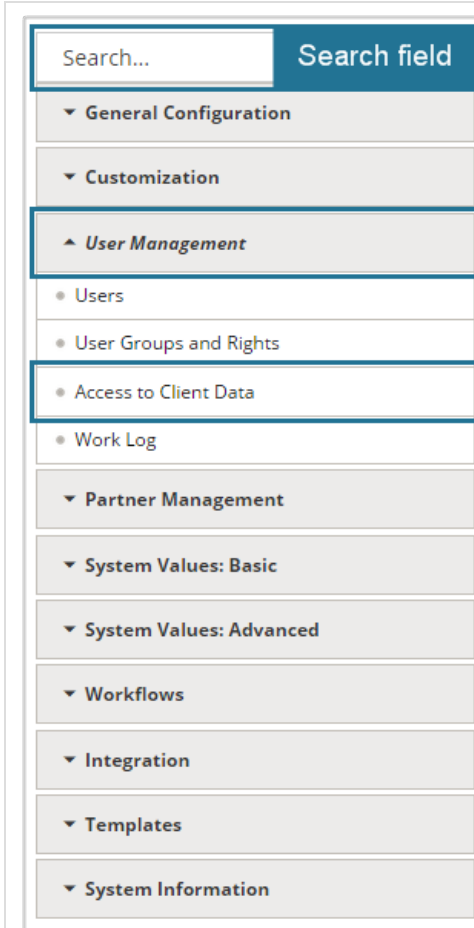 Search... Search field
General Configuration
Customization
User Management
Users
User Groups and Rights
Access to Client Data
Work Log
Partner Management
System Values: Basic
System Values: Advanced
Workflows
Integration
Templates
System Information